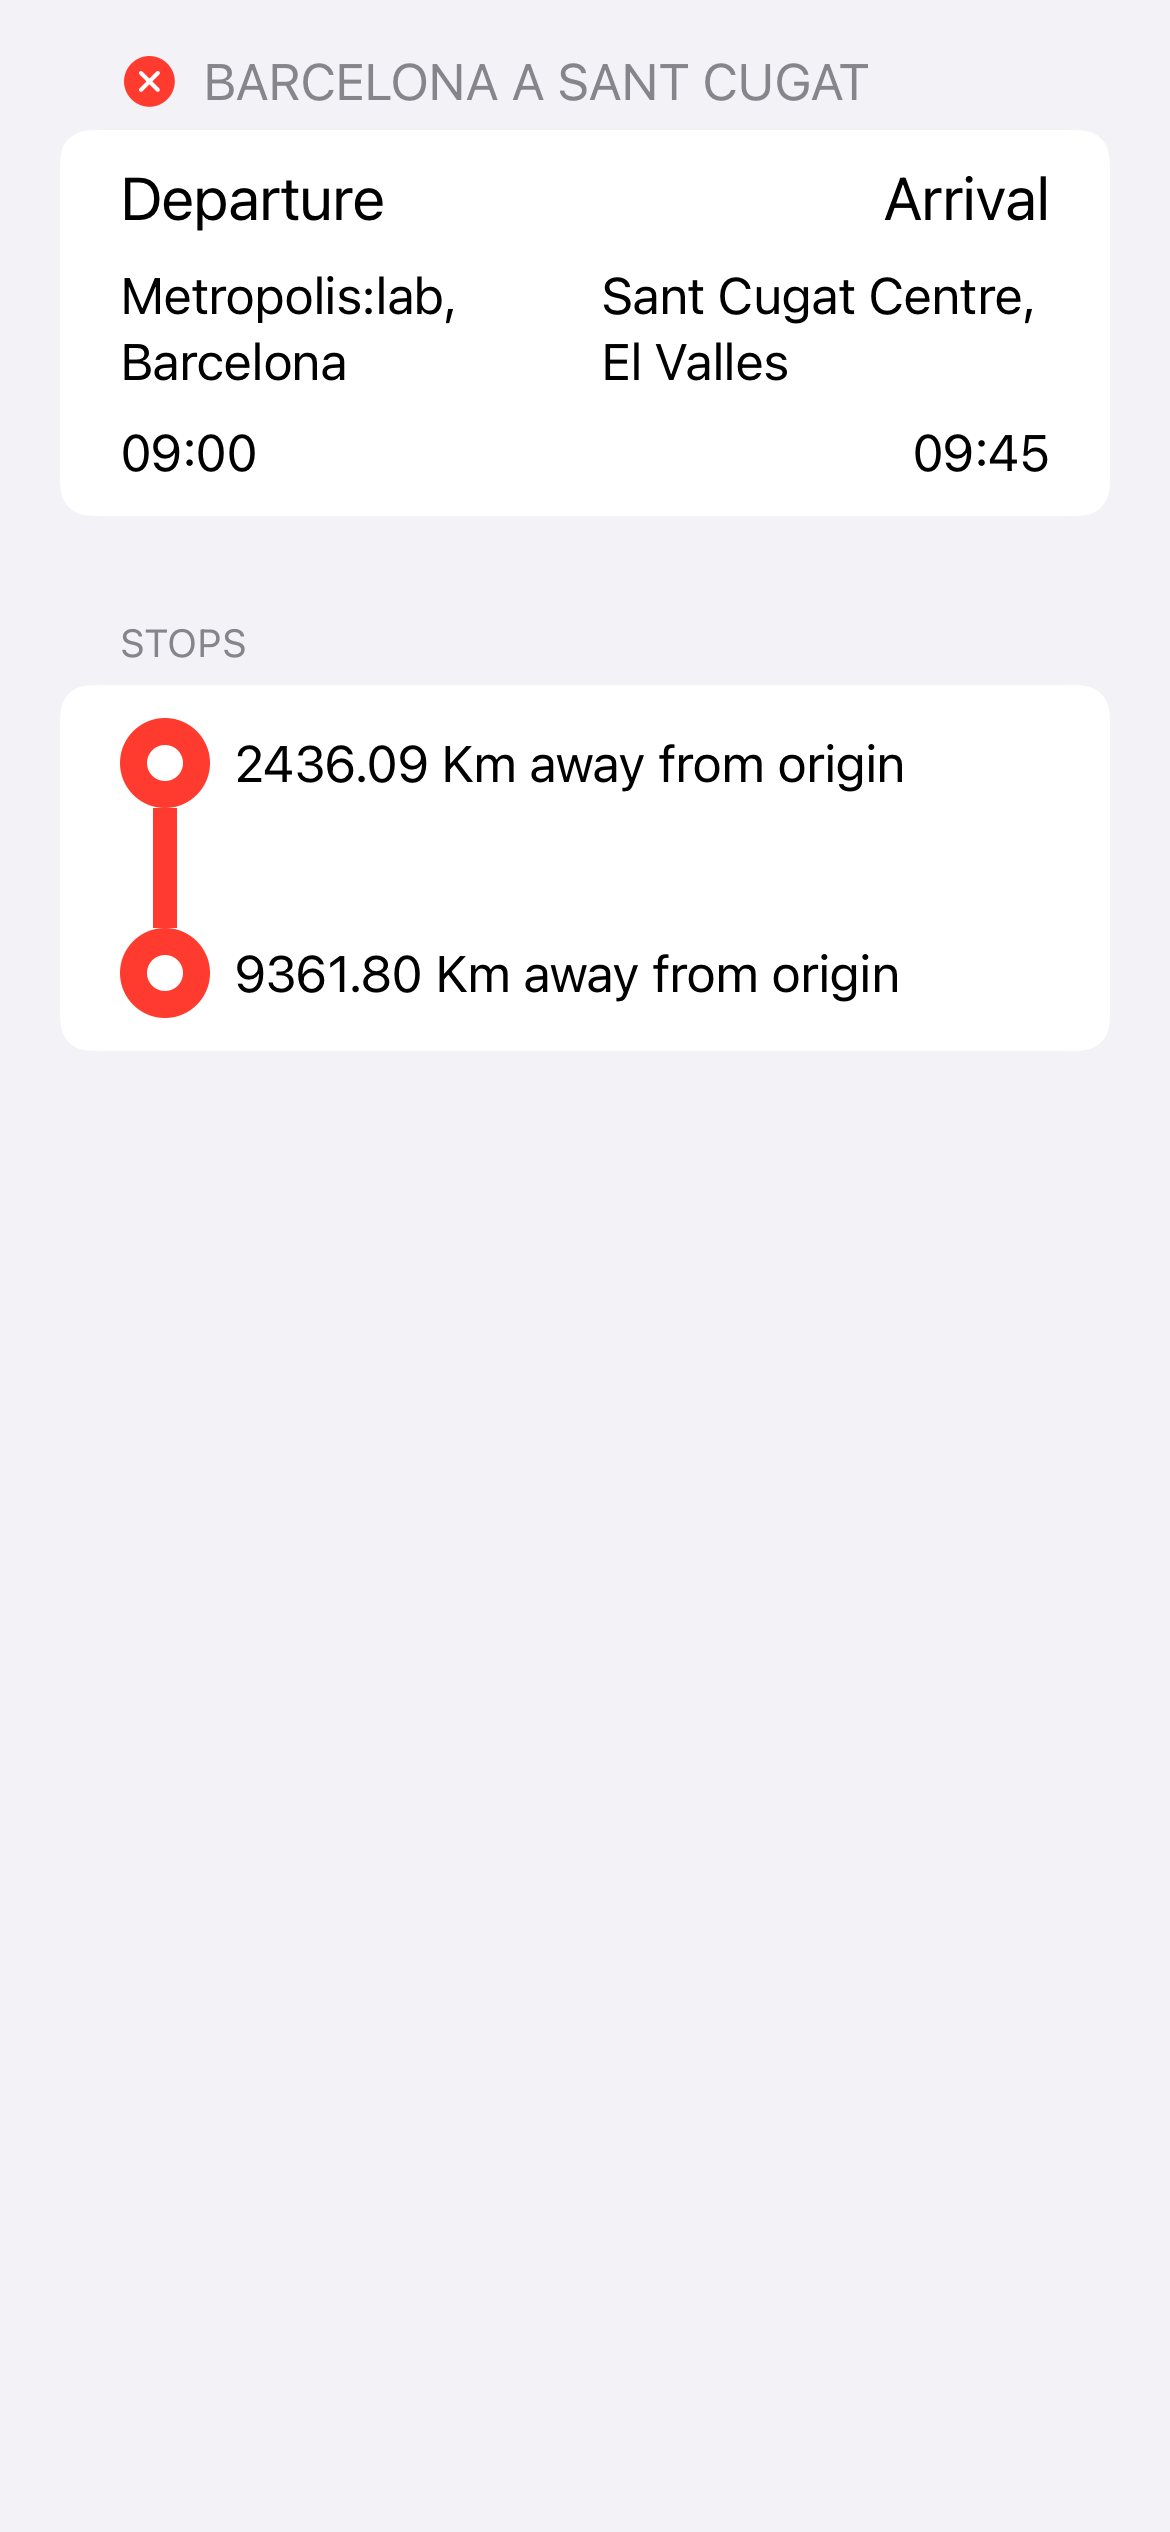 BARCELONA A SANT CUGAT
Departure Arrival
Metropolis:lab, Sant Cugat Centre,
Barcelona El Valles
09:00 09:45
STOPS
2436.09 Km away from origin
9361.80 Km away from origin